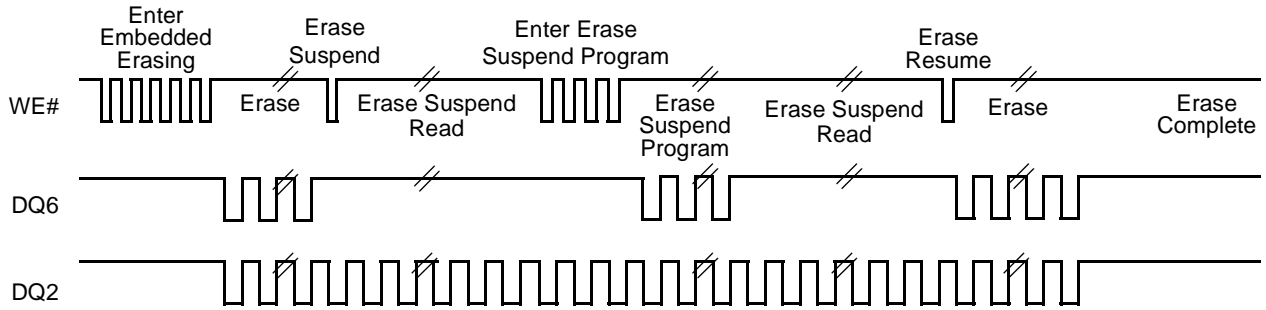 Enter
Embedded
Erasing
Erase
Suspend
Enter Erase
Suspend Program
Erase
Resume
WE#
Erase
Erase Suspend
Read
Erase
Suspend
Program
Erase Suspend
Read
Erase
Erase
Complete
DQ6
DQ2